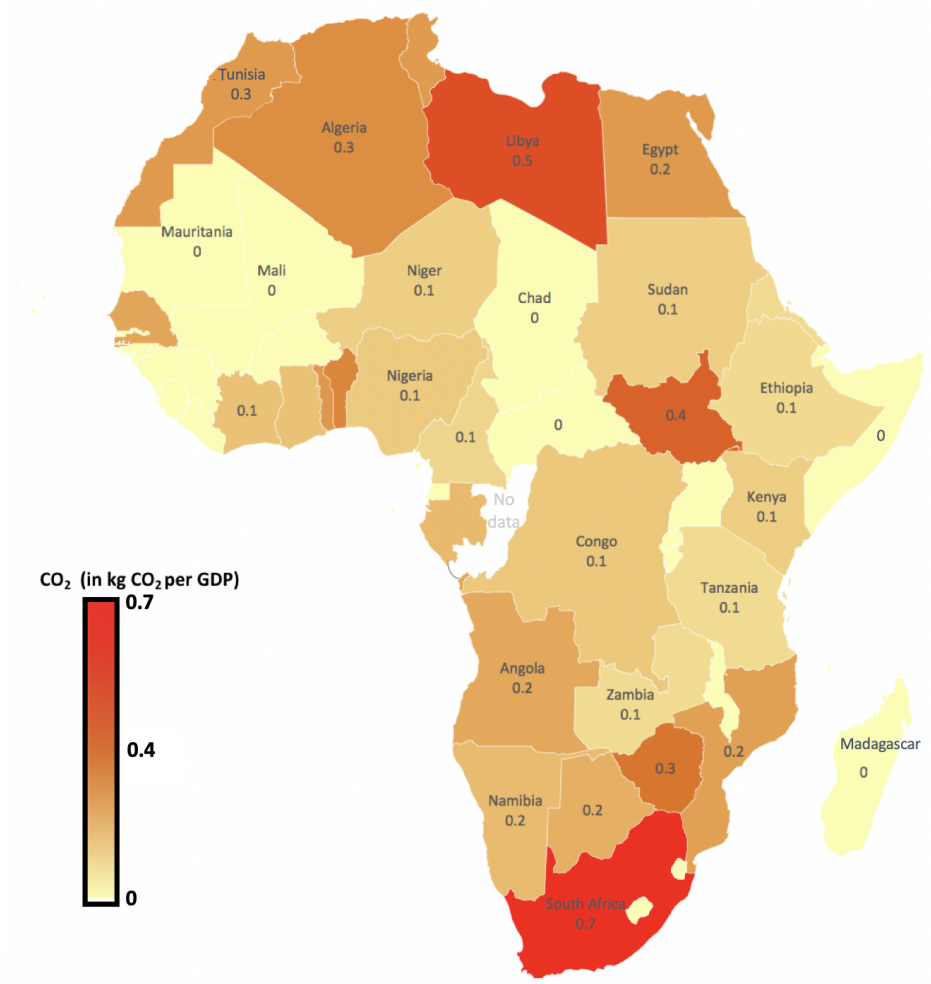 Tunisia
0.3
Algeria
0.3
Libya
0.5
Egypt
0.2
Mauritania
0
Mali
0
Niger
0.1
Chad
0
Sudan
0.1
Nigeria
0.1
0.1
0.1
0
0.4
Ethiopia
0.1
0
No
data
Kenya
0.1
Congo
0.1
CO₂ (in kg CO₂ per GDP)
0.7
0.4
0
Tanzania
0.1
Angola
0.2
Zambia
0.1
0.2
Madagascar
0
0.3
Namibia
0.2
0.2
South Africa
0.7